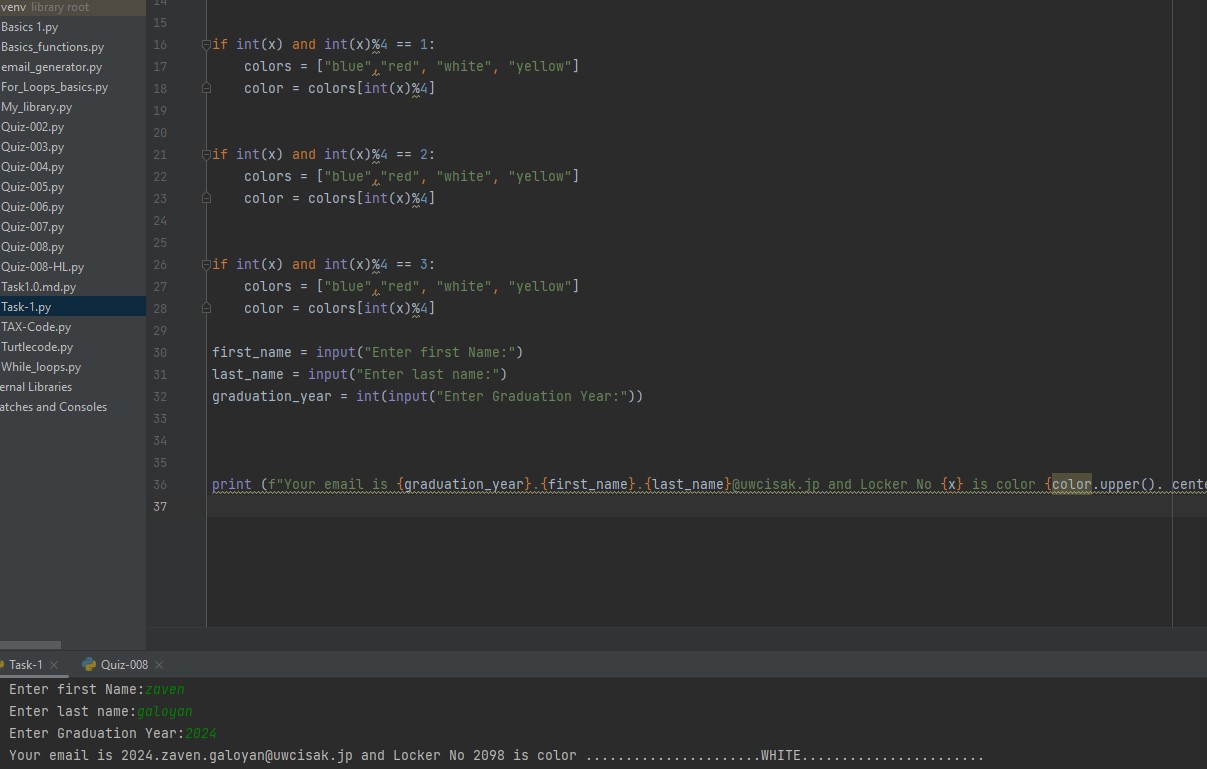 venv library root
Basics 1.py
Basics_functions.py
email_generator.py
For_Loops_basics.py
My_library.py
Quiz-002.py
Quiz-003.py
Quiz-004.py
Quiz-005.py
Quiz-006.py
Quiz-007.py
Quiz-008.py
Quiz-008-HL.py
Task1.0.md.py
Task-1.py
TAX-Code.py
Turtlecode.py
While_loops.py
ernal Libraries
atches and Consoles
14
15
16 if int(x) and int(x)%4 == 1:
17 colors = ["blue","red", "white", "yellow"]
18 color = colors[int(x)%4]
19
20
21 if int(x) and int(x)%4 == 2:
22 colors = ["blue","red", "white", "yellow"]
23 color = colors[int(x)%4]
24
25
26 if int(x) and int(x)%4 == 3:
27 colors = ["blue","red", "white", "yellow"]
28 color = colors[int(x)%4]
29
30 first_name = input("Enter first Name:")
31 last_name = input("Enter last name:")
32 graduation_year = int(input("Enter Graduation Year:"))
33
34
35
36 print (f"Your email is {graduation_year}.{first_name}.{last_name}@uwcisak.jp and Locker No {x} is color {color.upper(). cente
37
Task-1 × Quiz-008 ×
Enter first Name:zaven
Enter last name:galoyan
Enter Graduation Year:2024
Your email is 2024.zaven.galoyan@uwcisak.jp and Locker No 2098 is color ......................WHITE.......................